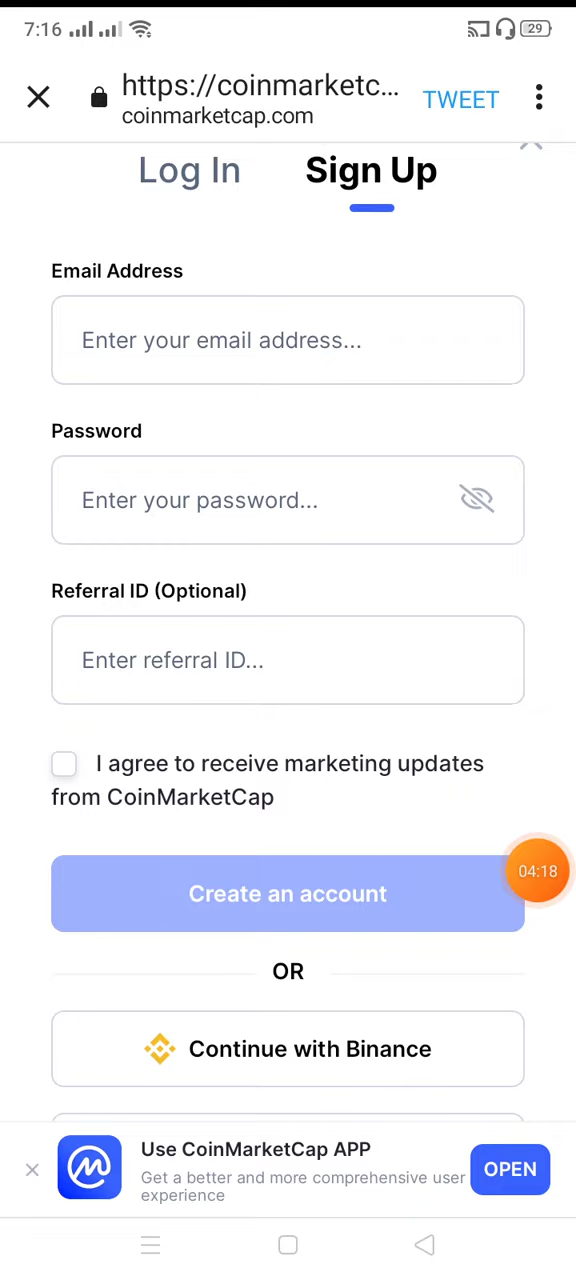 7:16
29
https://coinmarketc...
coinmarketcap.com
TWEET
Log In
Sign Up
Email Address
Enter your email address...
Password
Enter your password...
Referral ID (Optional)
Enter referral ID...
I agree to receive marketing updates
from CoinMarketCap
04:18
Create an account
OR
Continue with Binance
Use CoinMarketCap APP
Get a better and more comprehensive user
experience
OPEN